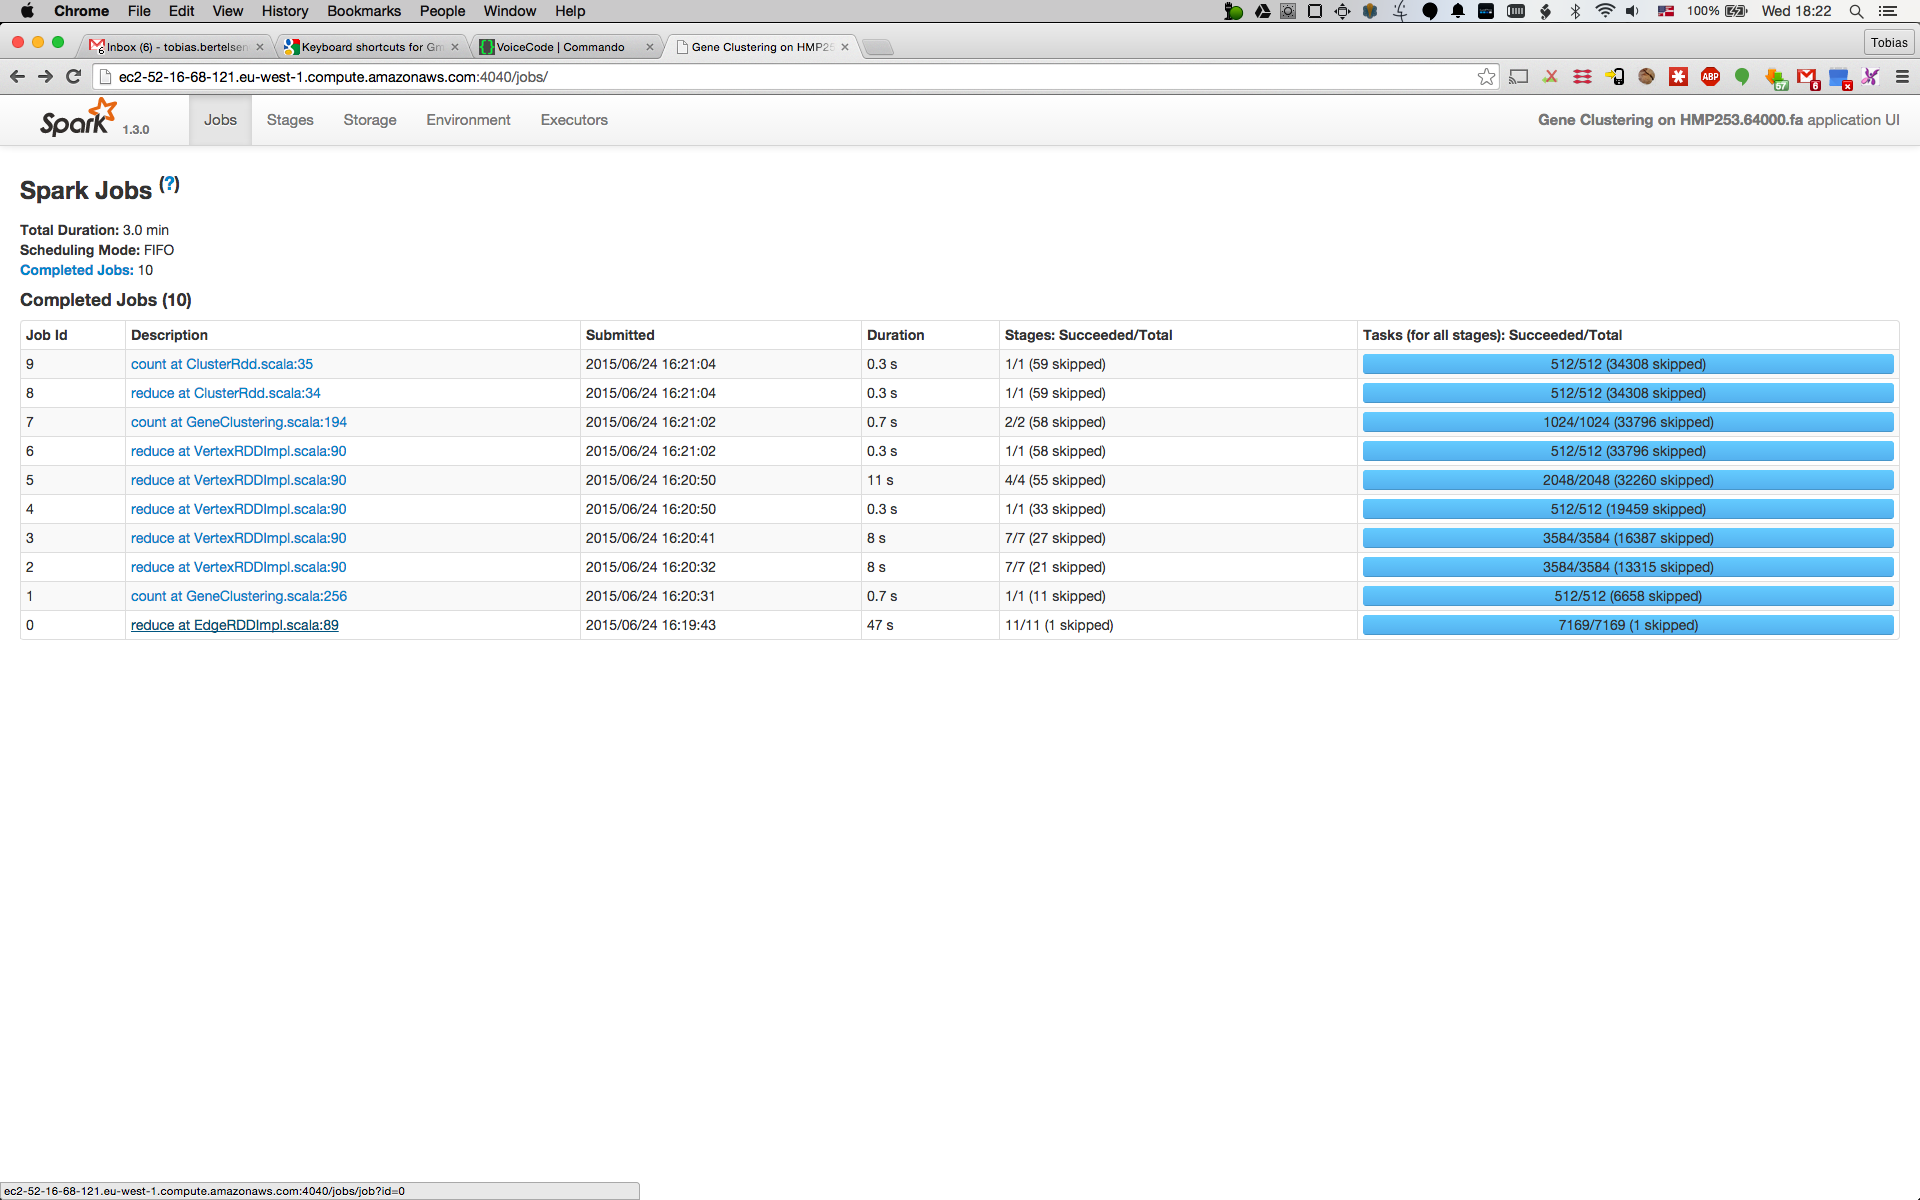 Chrome File Edit View History Bookmarks People Window Help 100% Wed 18:22
Inbox (6) - tobias.bertelsen Keyboard shortcuts for Gm VoiceCode | Commando Gene Clustering on HMP25 Tobias
ec2-52-16-68-121.eu-west-1.compute.amazonaws.com:4040/jobs/ ABP 67 6 x
Spark 1.3.0 Jobs Stages Storage Environment Executors Gene Clustering on HMP253.64000.fa application UI
Spark Jobs (?)
Total Duration: 3.0 min
Scheduling Mode: FIFO
Completed Jobs: 10
Completed Jobs (10)
Job Id Description Submitted Duration Stages: Succeeded/Total Tasks (for all stages): Succeeded/Total
9 count at ClusterRdd.scala:35 2015/06/24 16:21:04 0.3 s 1/1 (59 skipped) 512/512 (34308 skipped)
8 reduce at ClusterRdd.scala:34 2015/06/24 16:21:04 0.3 s 1/1 (59 skipped) 512/512 (34308 skipped)
7 count at GeneClustering.scala:194 2015/06/24 16:21:02 0.7 s 2/2 (58 skipped) 1024/1024 (33796 skipped)
6 reduce at VertexRDDImpl.scala:90 2015/06/24 16:21:02 0.3 s 1/1 (58 skipped) 512/512 (33796 skipped)
5 reduce at VertexRDDImpl.scala:90 2015/06/24 16:20:50 11 s 4/4 (55 skipped) 2048/2048 (32260 skipped)
4 reduce at VertexRDDImpl.scala:90 2015/06/24 16:20:50 0.3 s 1/1 (33 skipped) 512/512 (19459 skipped)
3 reduce at VertexRDDImpl.scala:90 2015/06/24 16:20:41 8 s 7/7 (27 skipped) 3584/3584 (16387 skipped)
2 reduce at VertexRDDImpl.scala:90 2015/06/24 16:20:32 8 s 7/7 (21 skipped) 3584/3584 (13315 skipped)
1 count at GeneClustering.scala:256 2015/06/24 16:20:31 0.7 s 1/1 (11 skipped) 512/512 (6658 skipped)
0 reduce at EdgeRDDImpl.scala:89 2015/06/24 16:19:43 47 s 11/11 (1 skipped) 7169/7169 (1 skipped)
ec2-52-16-68-121.eu-west-1.compute.amazonaws.com:4040/jobs/job?id=0